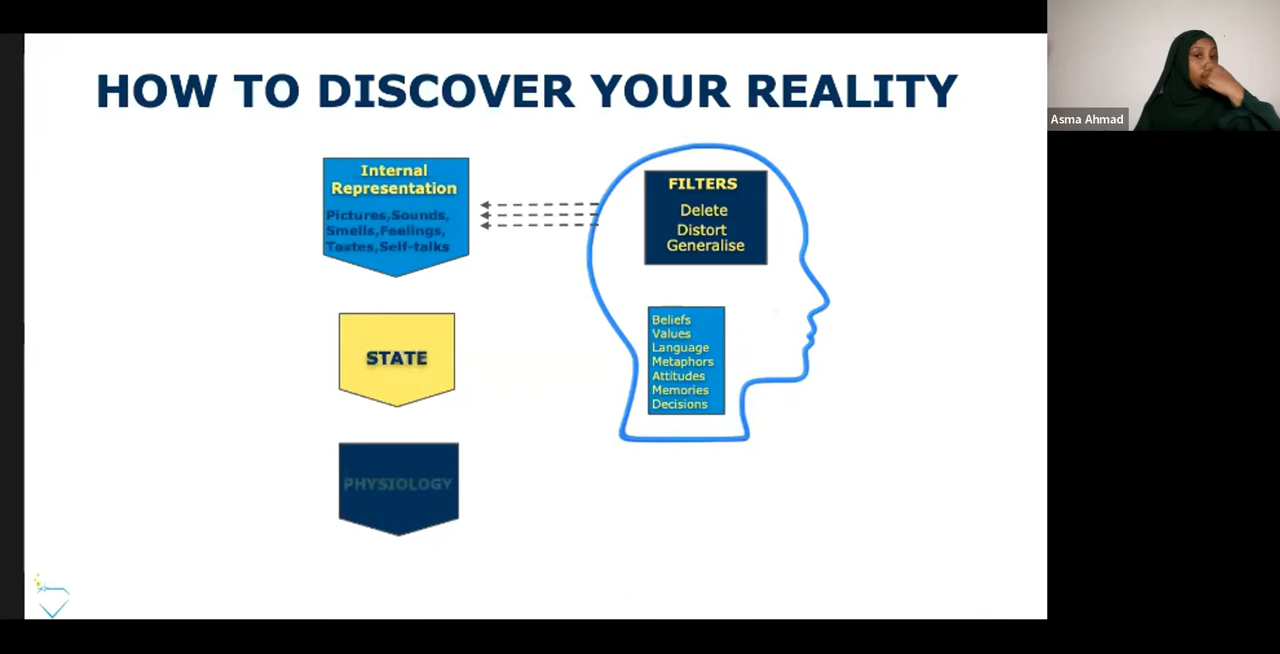 HOW TO DISCOVER YOUR REALITY
Internal
Representation
Pictures,Sounds,
Smells,Feelings,
Tastes,Self-talks
STATE
PHYSIOLOGY
FILTERS
Delete
Distort
Generalise
Beliefs
Values
Language
Metaphors
Attitudes
Memories
Decisions
Asma Ahmad